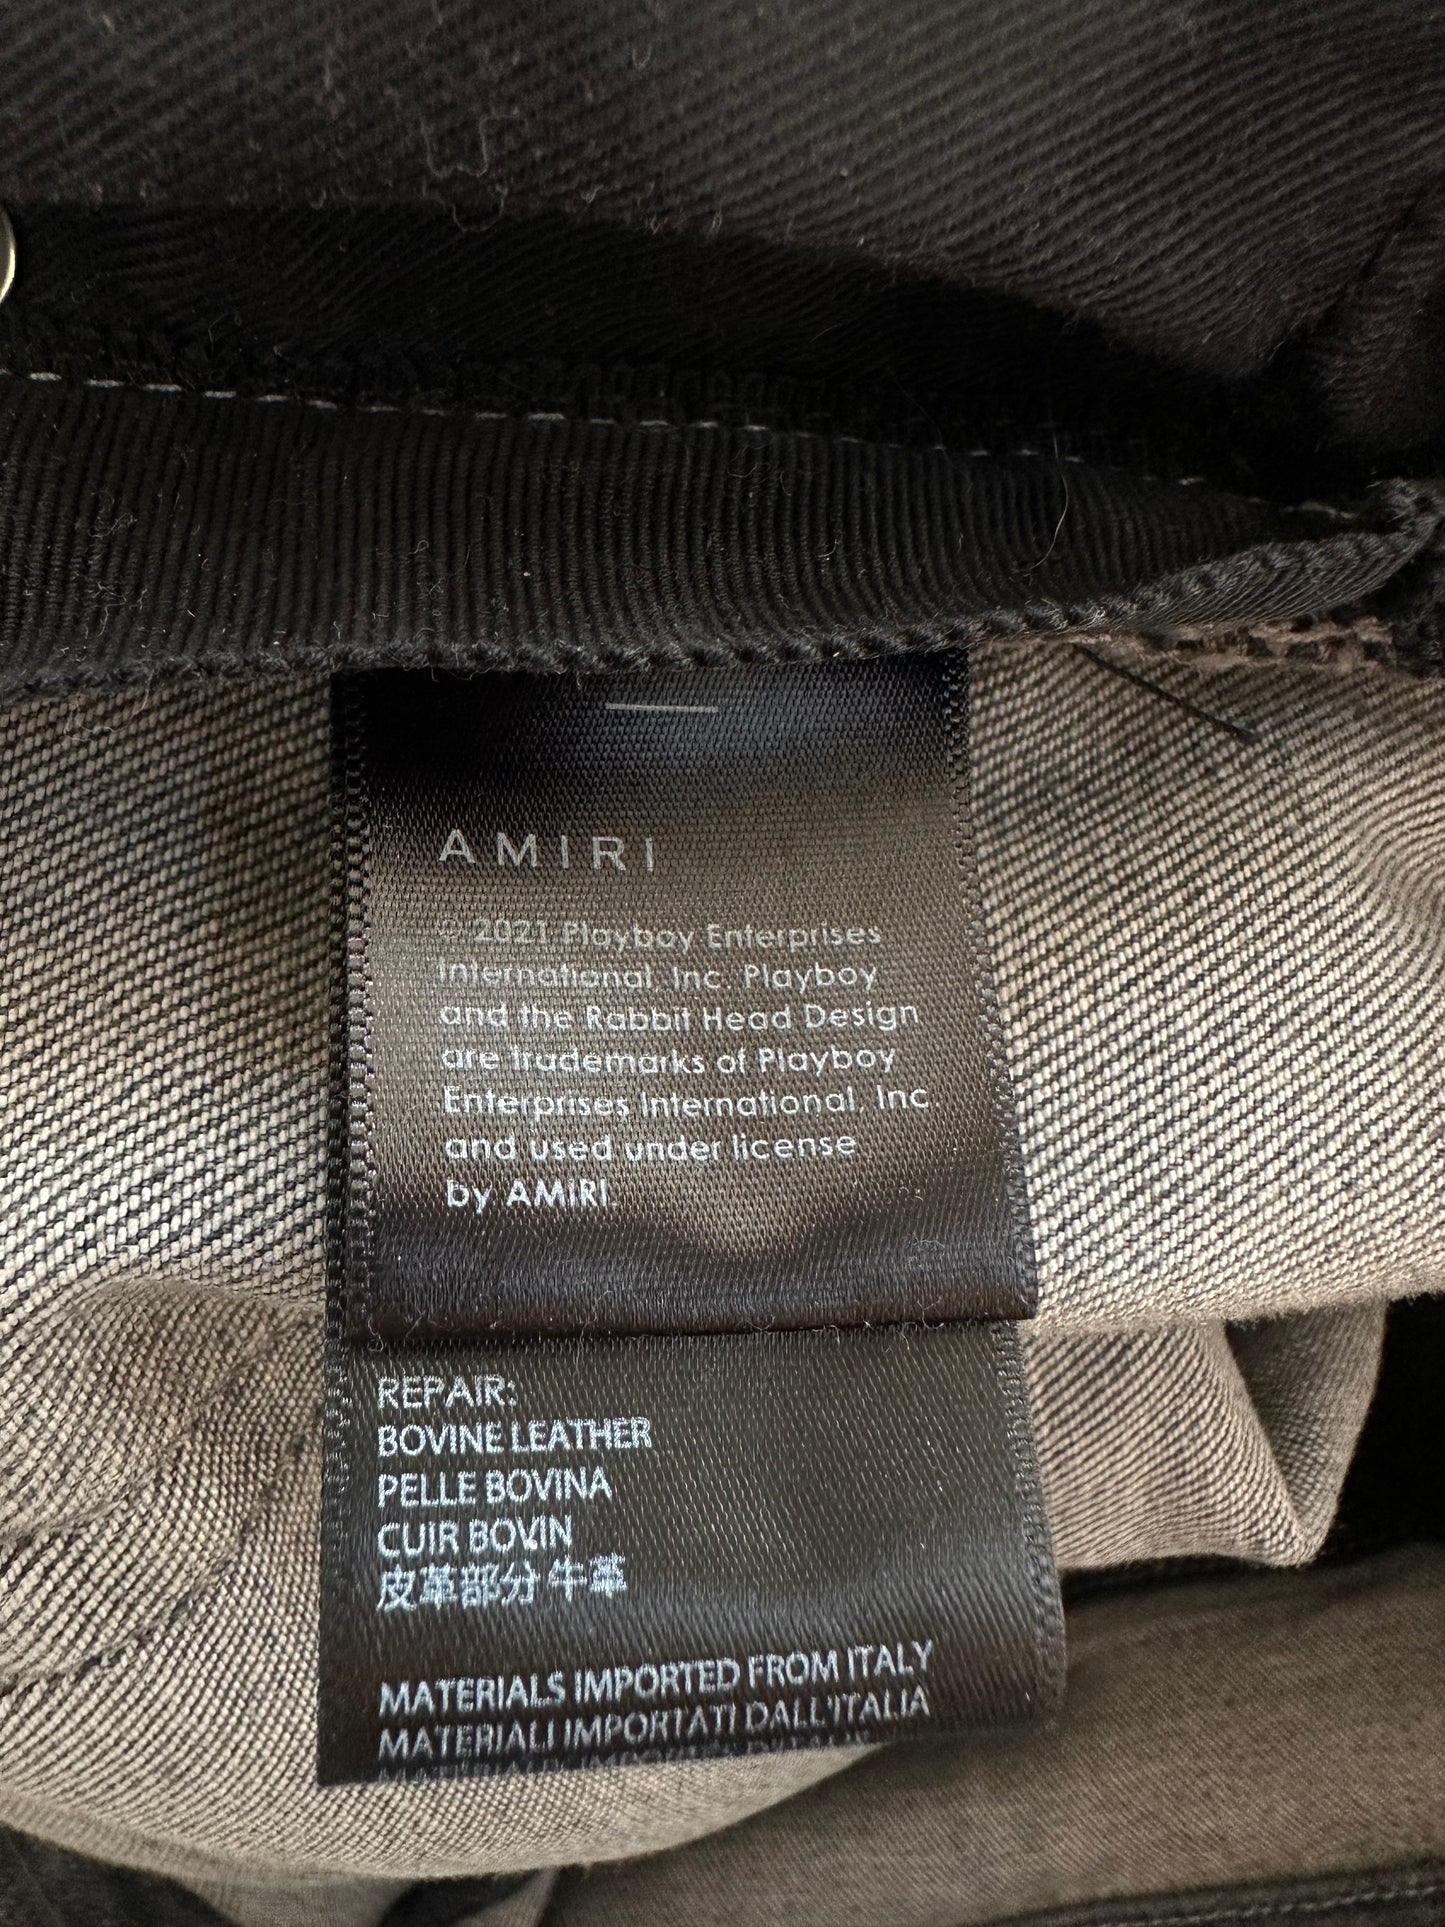 AMIRI
© 2021 Playboy Enterprises
International, Inc. Playboy
and the Rabbit Head Design
are trademarks of Playboy
Enterprises International, Inc
and used under license
by AMIRI
REPAIR:
BOVINE LEATHER
PELLE BOVINA
CUIR BOVIN
皮革部分 牛革
MATERIALS IMPORTED FROM ITALY
MATERIALI IMPORTATI DALL'ITALIA